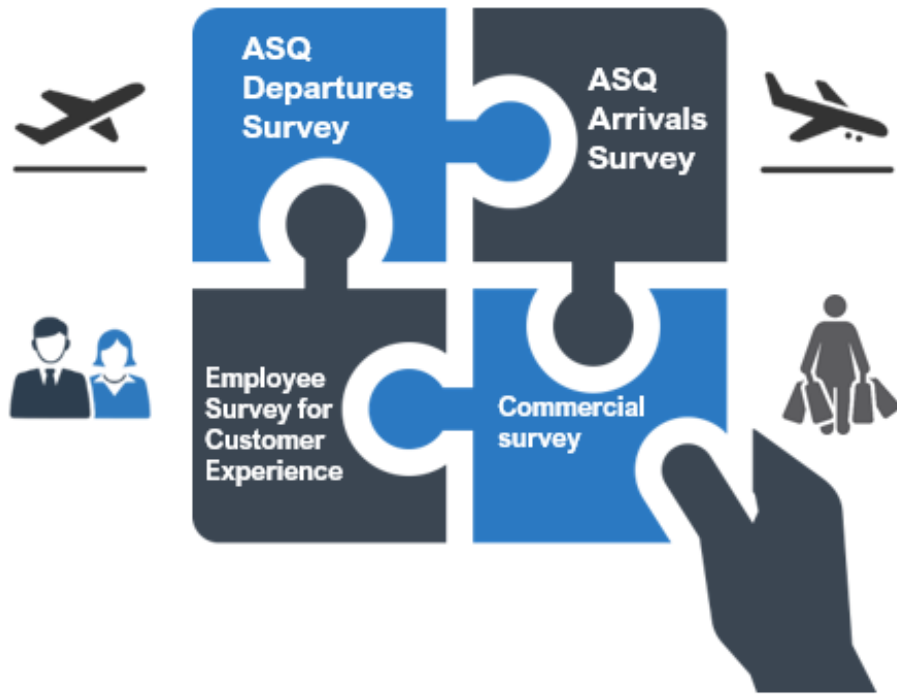 ASQ
Departures
Survey
ASQ
Arrivals
Survey
Employee
Survey for
Customer
Experience
Commercial
survey